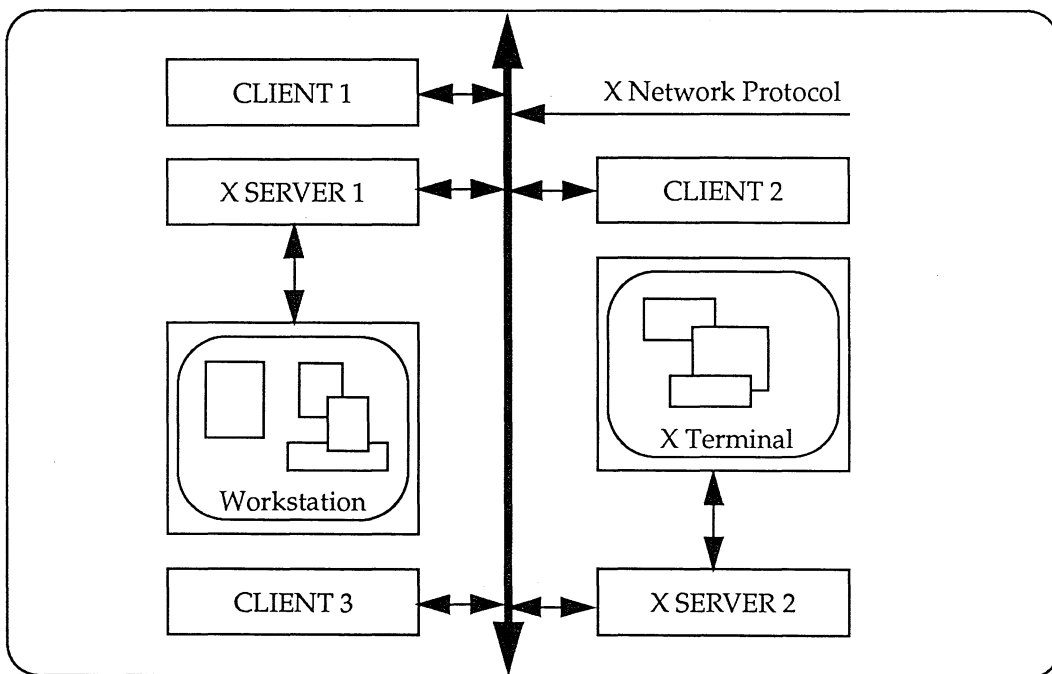 CLIENT 1
X Network Protocol
X SERVER 1
CLIENT 2
X Terminal
Workstation
CLIENT 3
X SERVER 2